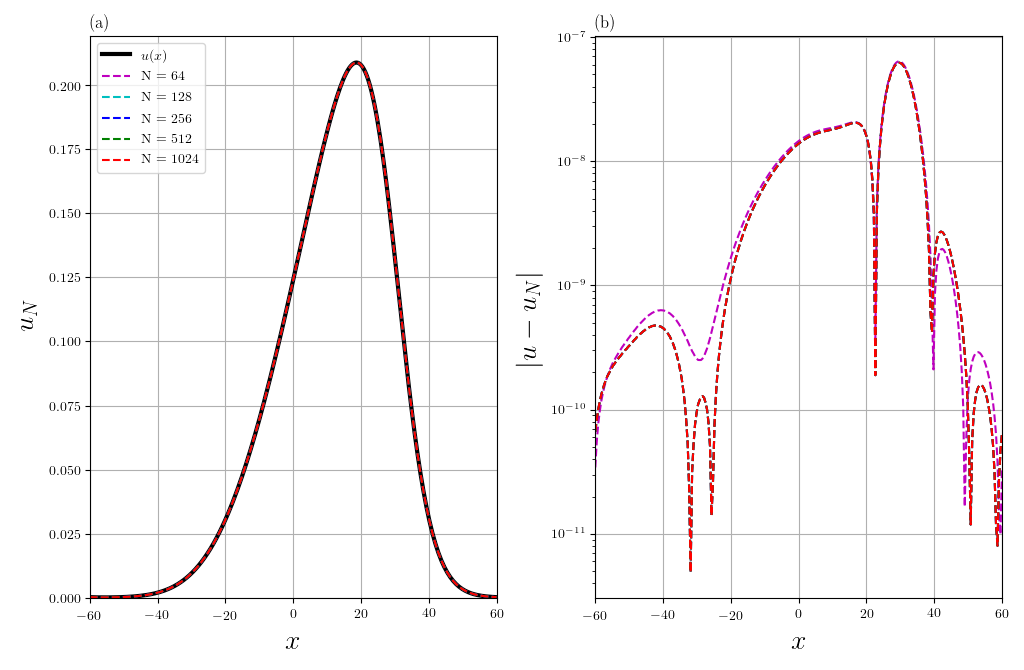 (a)
u(x)
N = 64
N = 128
N = 256
N = 512
N = 1024
0.200
0.175
0.150
0.125
0.100
0.075
0.050
0.025
0.000
u_N
−60
−40
−20
0
20
40
60
x
(b)
10^{−7}
10^{−8}
10^{−9}
10^{−10}
10^{−11}
|u − u_N|
−60
−40
−20
0
20
40
60
x